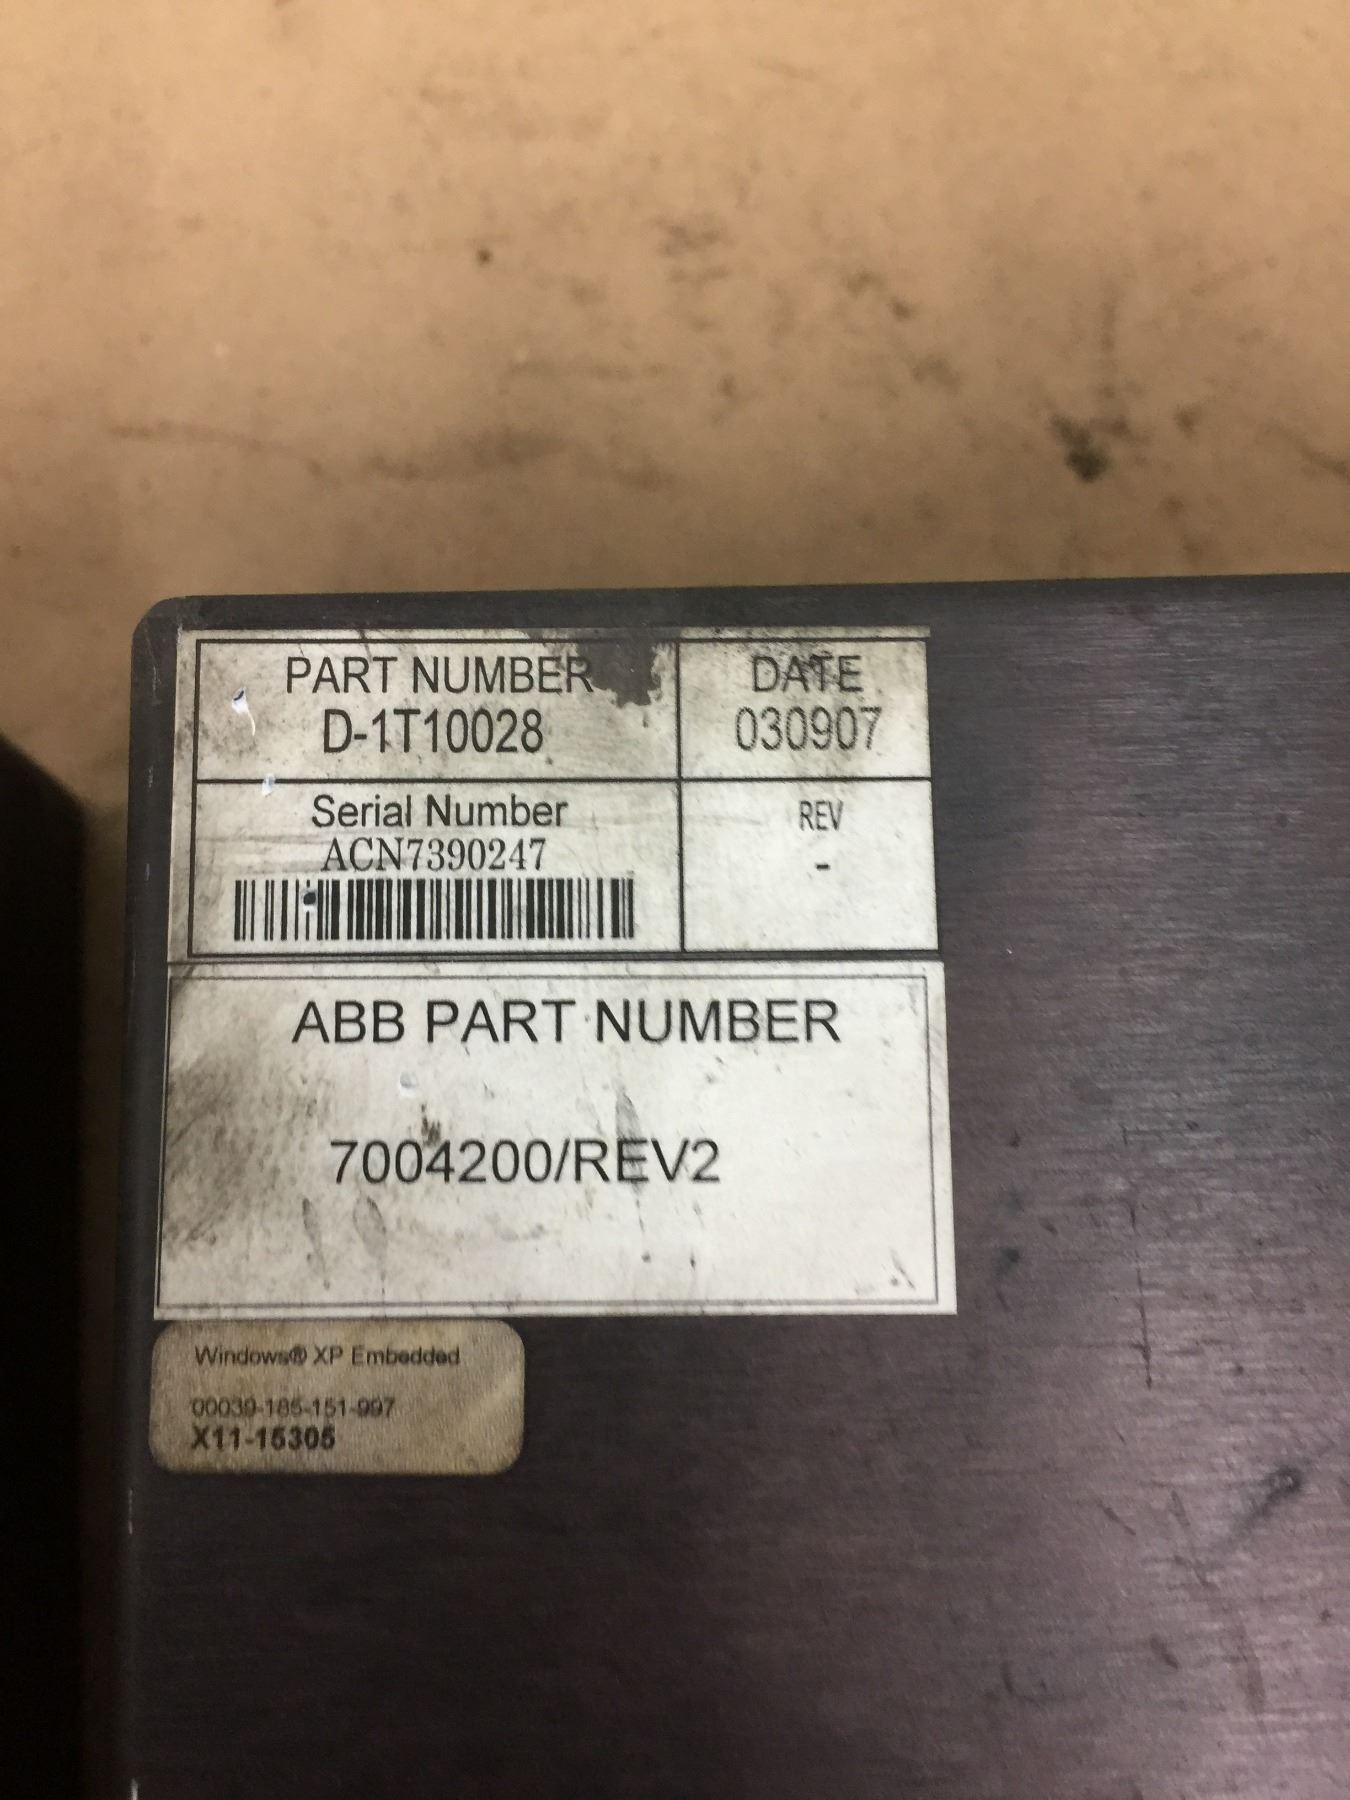 PART NUMBER
D-1T10028
DATE
030907
Serial Number
ACN7390247
REV
-
ABB PART NUMBER
7004200/REV2
Windows® XP Embedded
00039-185-151-997
X11-15305